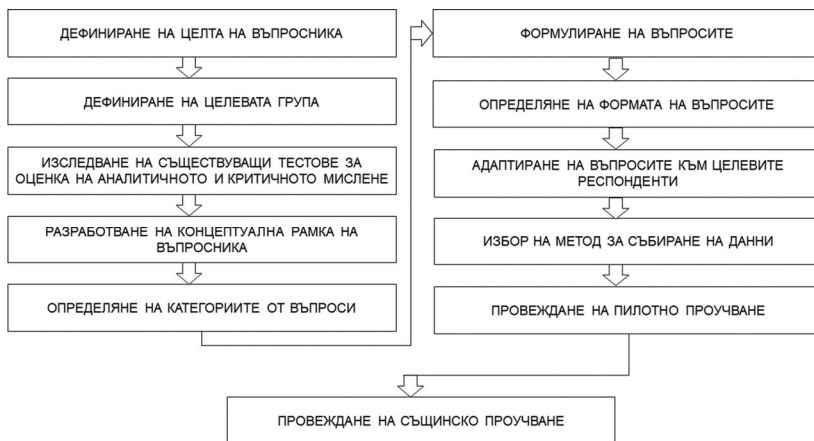 ДЕФИНИРАНЕ НА ЦЕЛТА НА ВЪПРОСНИКА
ДЕФИНИРАНЕ НА ЦЕЛЕВАТА ГРУПА
ИЗСЛЕДВАНЕ НА СЪЩЕСТВУВАЩИ ТЕСТОВЕ ЗА
ОЦЕНКА НА АНАЛИТИЧНОТО И КРИТИЧНОТО МИСЛЕНЕ
РАЗРАБОТВАНЕ НА КОНЦЕПТУАЛНА РАМКА НА
ВЪПРОСНИКА
ОПРЕДЕЛЯНЕ НА КАТЕГОРИИТЕ ОТ ВЪПРОСИ
ФОРМУЛИРАНЕ НА ВЪПРОСИТЕ
ОПРЕДЕЛЯНЕ НА ФОРМАТА НА ВЪПРОСИТЕ
АДАПТИРАНЕ НА ВЪПРОСИТЕ КЪМ ЦЕЛЕВИТЕ
РЕСПОНДЕНТИ
ИЗБОР НА МЕТОД ЗА СЪБИРАНЕ НА ДАННИ
ПРОВЕЖДАНЕ НА ПИЛОТНО ПРОУЧВАНЕ
ПРОВЕЖДАНЕ НА СЪЩИНСКО ПРОУЧВАНЕ